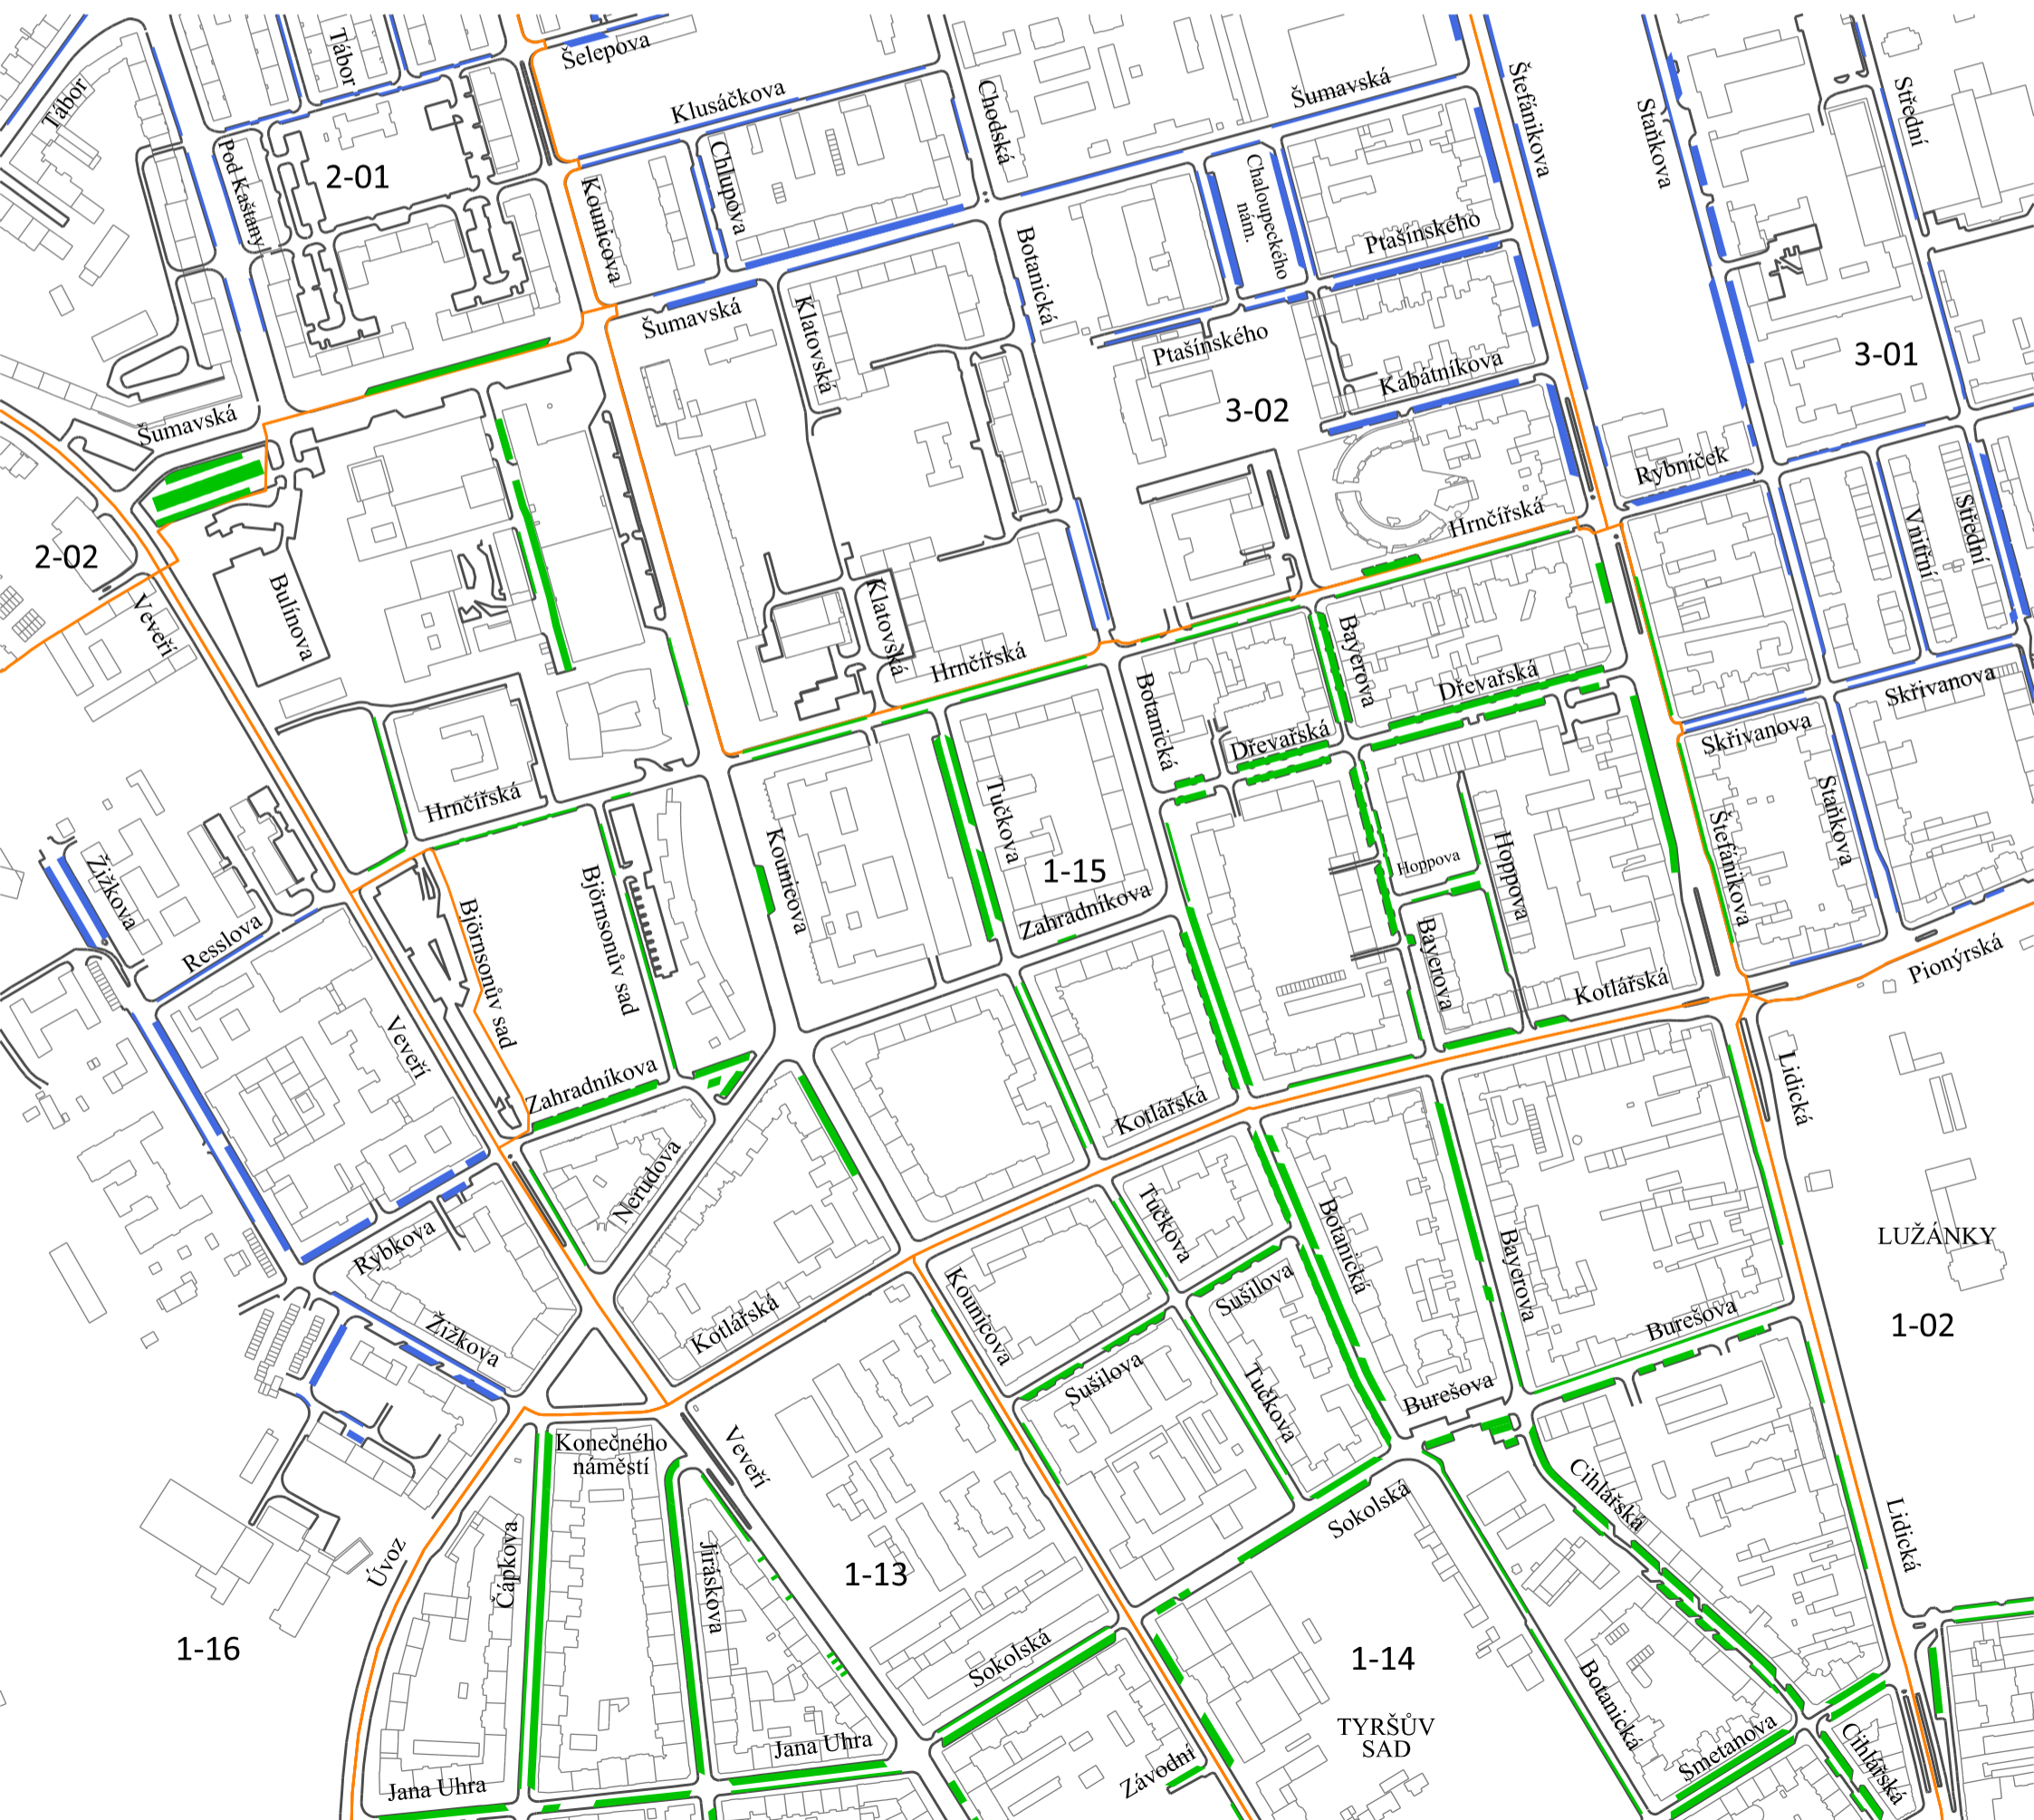 Šelepova
Tábor
Tábor
Klusáčkova
Chodská
Šumavská
Štefánikova
Staňkova
Střední
Pod Kaštany
2-01
Kounicova
Chlupova
Chaloupeckého
nám.
Ptašínského
Botanická
Šumavská
Klatovská
Ptašínského
Kabátníkova
3-01
3-02
Šumavská
Rybníček
Hrnčířská
Vnitřní
Střední
2-02
Bulínova
Veveří
Klatovská
Hrnčířská
Bayerova
Botanická
Dřevařská
Dřevařská
Skřivanova
Skřivanova
Hrnčířská
Tučkova
Kounicova
Štefánikova
Staňkova
Hoppova
Hoppova
1-15
Žižkova
Resslova
Björnsonův sad
Björnsonův sad
Zahradníkova
Bayerova
Kotlářská
Pionýrská
Veveří
Zahradníkova
Kotlářská
Lidická
Nerudova
Rybkova
Tučkova
Botanická
Bayerova
LUŽÁNKY
Sušilova
Žižkova
Kotlářská
Kounicova
Burešova
1-02
Sušilova
Tučkova
Burešova
Konečného
náměstí
Veveří
Cihlářská
Sokolská
Lidická
Úvoz
Čápkova
Jiráskova
1-13
1-16
Sokolská
1-14
Botanická
TYRŠŮV
SAD
Jana Uhra
Jana Uhra
Závodní
Smetanova
Cihlářská